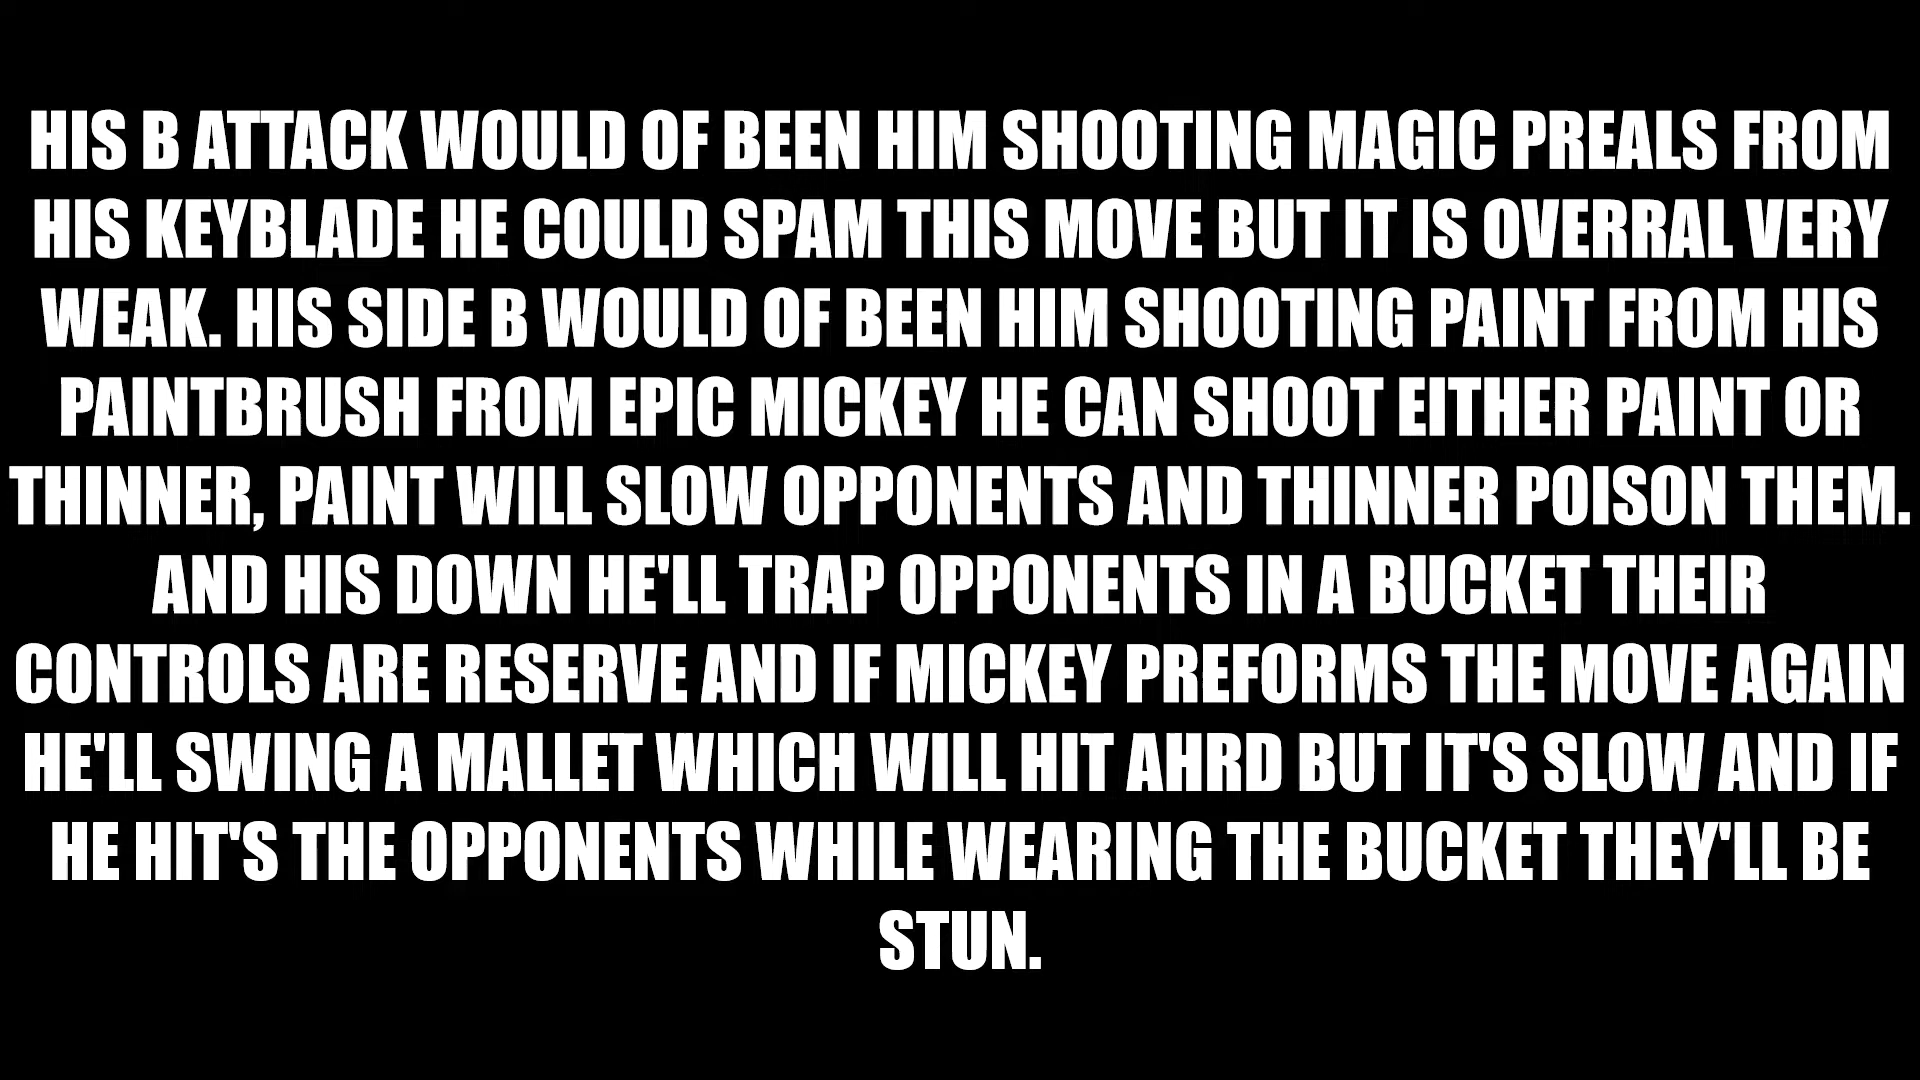 HIS B ATTACK WOULD OF BEEN HIM SHOOTING MAGIC PREALS FROM
HIS KEYBLADE HE COULD SPAM THIS MOVE BUT IT IS OVERRAL VERY
WEAK. HIS SIDE B WOULD OF BEEN HIM SHOOTING PAINT FROM HIS
PAINTBRUSH FROM EPIC MICKEY HE CAN SHOOT EITHER PAINT OR
THINNER, PAINT WILL SLOW OPPONENTS AND THINNER POISON THEM.
AND HIS DOWN HE'LL TRAP OPPONENTS IN A BUCKET THEIR
CONTROLS ARE RESERVE AND IF MICKEY PREFORMS THE MOVE AGAIN
HE'LL SWING A MALLET WHICH WILL HIT AHRD BUT IT'S SLOW AND IF
HE HIT'S THE OPPONENTS WHILE WEARING THE BUCKET THEY'LL BE
STUN.